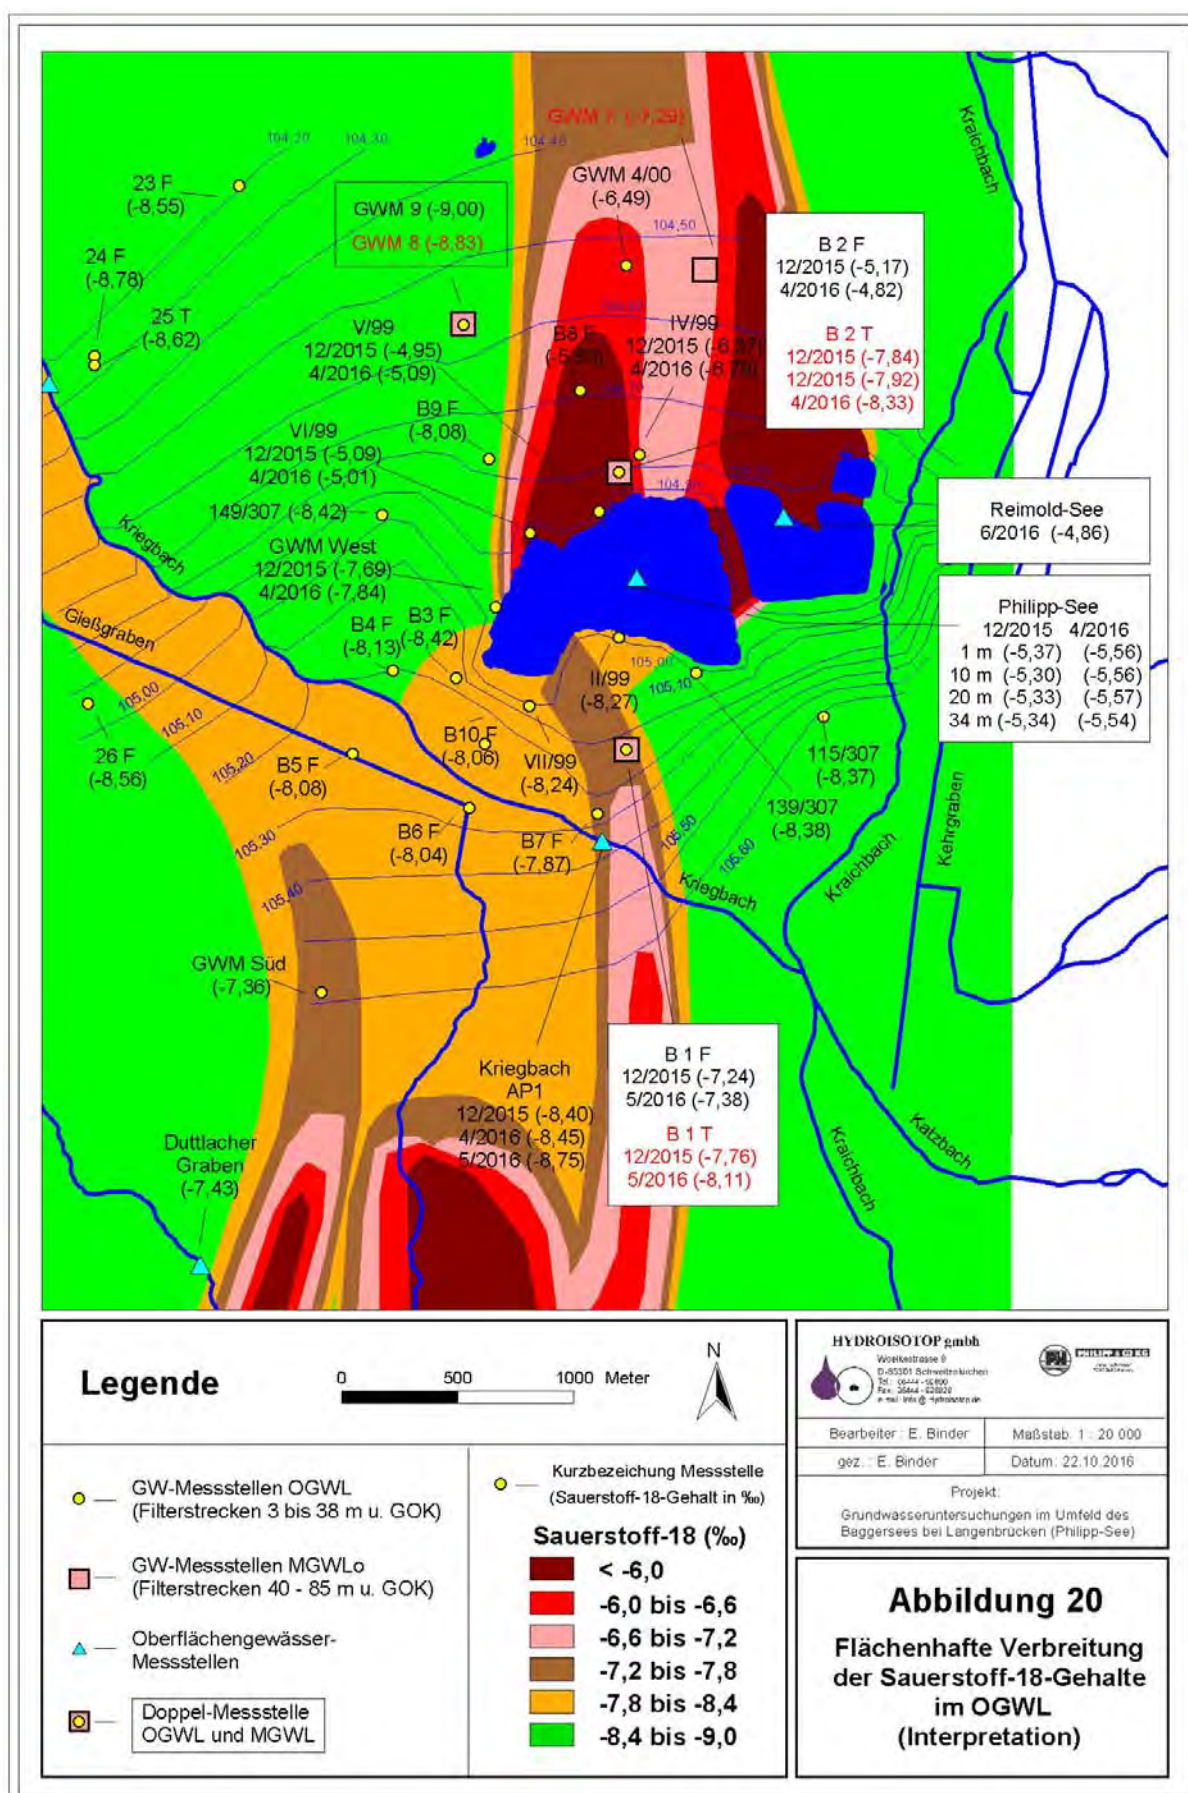 104,20
104,30
104,40
Kraichbach
GWM 7 (-7,29)
23 F
(-8,55)
GWM 4/00
(-6,49)
GWM 9 (-9,00)
GWM 8 (-8,83)
104,50
24 F
(-8,78)
25 T
(-8,62)
B 2 F
12/2015 (-5,17)
4/2016 (-4,82)
B 2 T
12/2015 (-7,84)
12/2015 (-7,92)
4/2016 (-8,33)
V/99
12/2015 (-4,95)
4/2016 (-5,09)
B8 F
IV/99
12/2015
4/2016
B9 F
(-8,08)
VI/99
12/2015 (-5,09)
4/2016 (-5,01)
149/307 (-8,42)
Reimold-See
6/2016 (-4,86)
Kriegbach
GWM West
12/2015 (-7,69)
4/2016 (-7,84)
Philipp-See
12/2015 4/2016
1 m (-5,37) (-5,56)
10 m (-5,30) (-5,56)
20 m (-5,33) (-5,57)
34 m (-5,34) (-5,54)
Gießgraben
B4 F
(-8,13)
B3 F
(-8,42)
105,00
105,10
II/99
(-8,27)
105,00
105,10
105,20
26 F
(-8,56)
B5 F
(-8,08)
B10 F
(-8,06)
VII/99
(-8,24)
115/307
(-8,37)
139/307
(-8,38)
105,30
105,40
105,50
105,60
B6 F
(-8,04)
B7 F
(-7,87)
Kriegbach
Kraichbach
Kehrgraben
GWM Süd
(-7,36)
Kriegbach
AP1
12/2015 (-8,40)
4/2016 (-8,45)
5/2016 (-8,75)
B 1 F
12/2015 (-7,24)
5/2016 (-7,38)
B 1 T
12/2015 (-7,76)
5/2016 (-8,11)
Duttlacher
Graben
(-7,43)
Kraichbach
Katzbach
Legende
0 500 1000 Meter
N
GW-Messstellen OGWL
(Filterstrecken 3 bis 38 m u. GOK)
GW-Messstellen MGWLo
(Filterstrecken 40 - 85 m u. GOK)
Oberflächengewässer-
Messstellen
Doppel-Messstelle
OGWL und MGWL
Kurzbezeichung Messstelle
(Sauerstoff-18-Gehalt in ‰)
Sauerstoff-18 (‰)
< -6,0
-6,0 bis -6,6
-6,6 bis -7,2
-7,2 bis -7,8
-7,8 bis -8,4
-8,4 bis -9,0
HYDROISOTOP gmbh
Woelkestrasse 9
D-85301 Schweitenkirchen
PHILIPP & CO KG
Bearbeiter : E. Binder
Maßstab: 1 : 20 000
gez.: E. Binder
Datum: 22.10.2016
Projekt:
Grundwasseruntersuchungen im Umfeld des
Baggersees bei Langenbrücken (Philipp-See)
Abbildung 20
Flächenhafte Verbreitung
der Sauerstoff-18-Gehalte
im OGWL
(Interpretation)